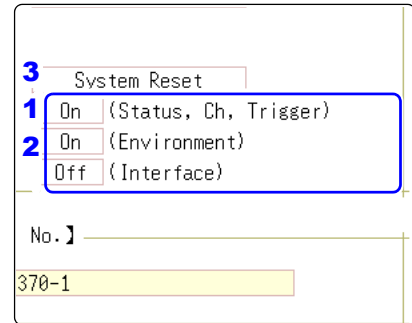 3 System Reset
1 On (Status, Ch, Trigger)
2 On (Environment)
Off (Interface)
No.】
370-1